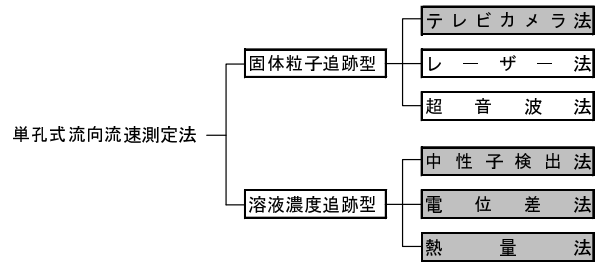 テレビカメラ法
固体粒子追跡型
レーザー法
超音波法
単孔式流向流速測定法
中性子検出法
溶液濃度追跡型
電位差法
熱量法